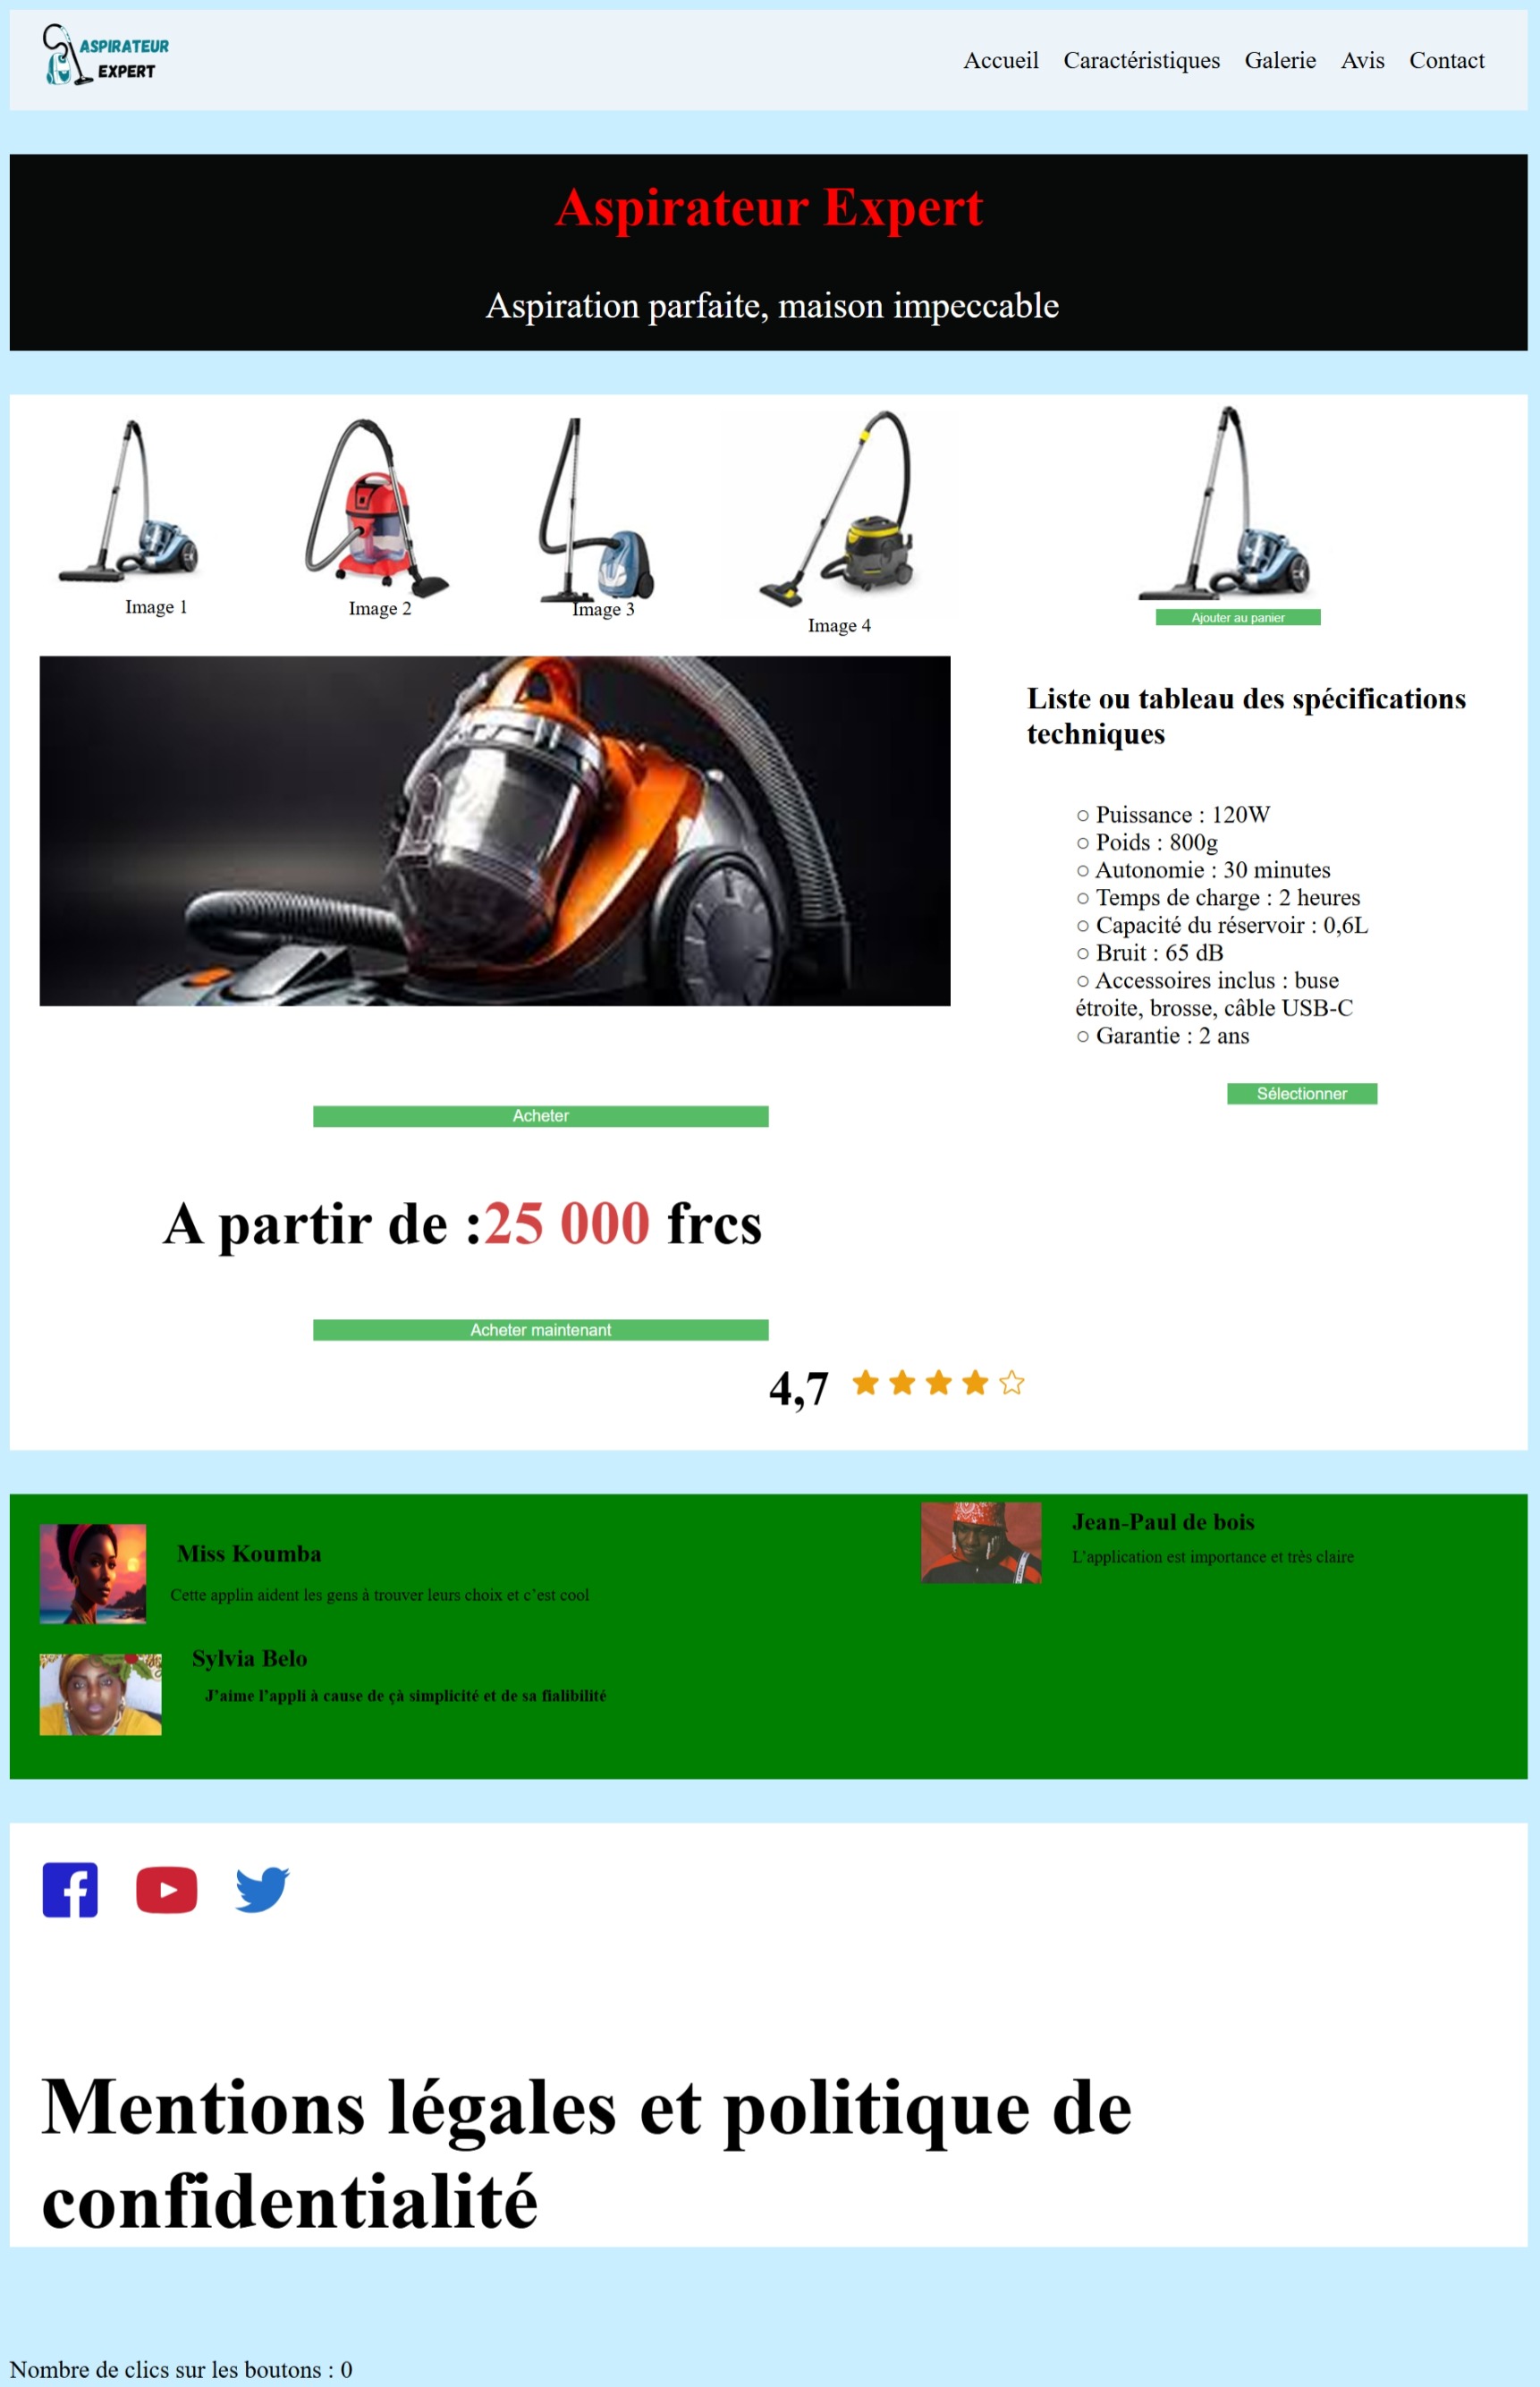 ASPIRATEUR
EXPERT
Accueil Caractéristiques Galerie Avis Contact
Aspirateur Expert
Aspiration parfaite, maison impeccable
Image 1
Image 2
Image 3
Image 4
Ajouter au panier
Liste ou tableau des spécifications
techniques
○ Puissance : 120W
○ Poids : 800g
○ Autonomie : 30 minutes
○ Temps de charge : 2 heures
○ Capacité du réservoir : 0,6L
○ Bruit : 65 dB
○ Accessoires inclus : buse
étroite, brosse, câble USB-C
○ Garantie : 2 ans
Sélectionner
Acheter
A partir de :25 000 frcs
Acheter maintenant
4,7
Miss Koumba
Cette applin aident les gens à trouver leurs choix et c'est cool
Jean-Paul de bois
L'application est importance et très claire
Sylvia Belo
J'aime l'appli à cause de çà simplicité et de sa fialibilité
Mentions légales et politique de
confidentialité
Nombre de clics sur les boutons : 0